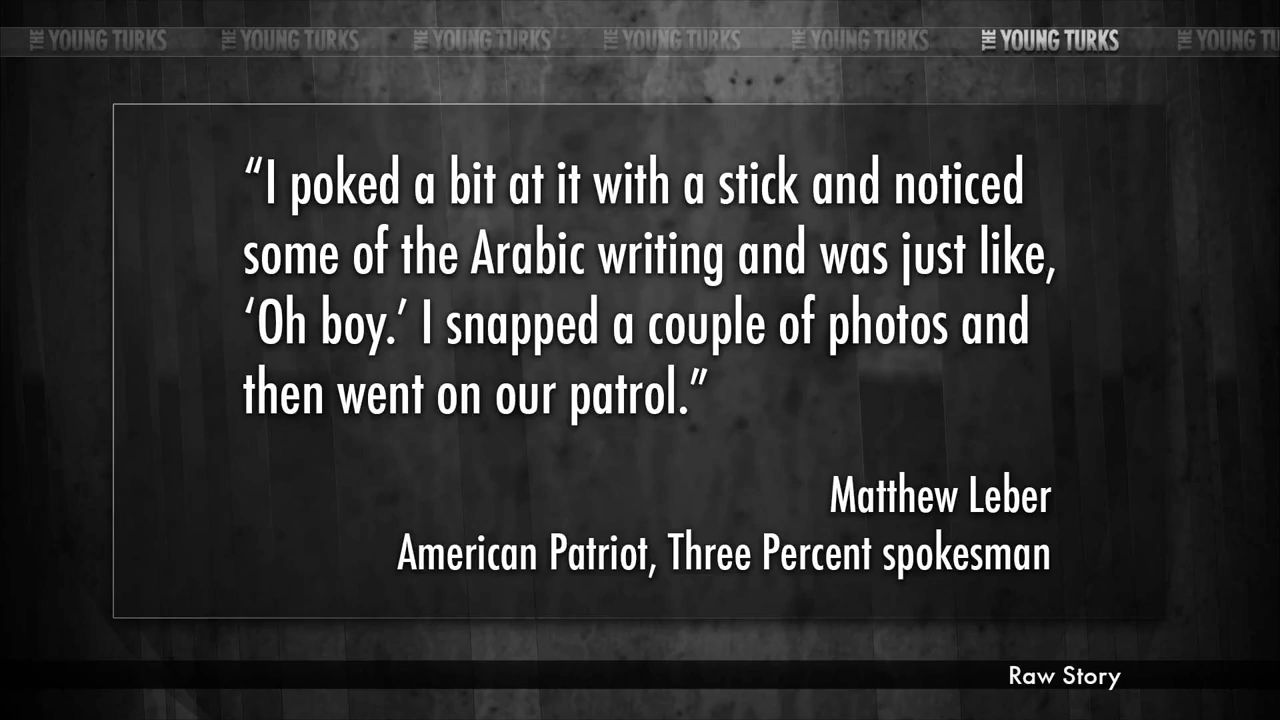 THE YOUNG TURKS THE YOUNG TURKS THE YOUNG TURKS THE YOUNG TURKS THE YOUNG TURKS THE YOUNG TURKS THE YOUNG TU
“I poked a bit at it with a stick and noticed
some of the Arabic writing and was just like,
‘Oh boy.’ I snapped a couple of photos and
then went on our patrol.”
Matthew Leber
American Patriot, Three Percent spokesman
Raw Story